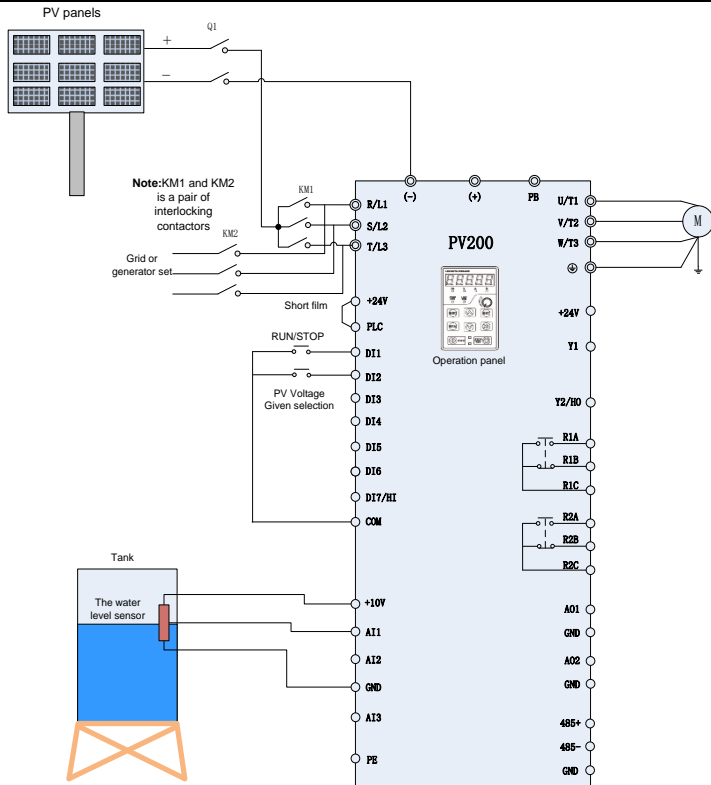 PV panels
+
Q1
−
Note:KM1 and KM2
is a pair of
interlocking
contactors
KM1
KM2
Grid or
generator set
(-)
(+)
PB
R/L1
S/L2
T/L3
PV200
U/T1
V/T2
W/T3
M
Short film
+24V
PLC
RUN/STOP
DI1
DI2
PV Voltage
Given selection
DI3
DI4
DI5
DI6
DI7/HI
COM
Operation panel
+24V
Y1
Y2/HO
R1A
R1B
R1C
R2A
R2B
R2C
Tank
The water
level sensor
+10V
AI1
AI2
GND
AI3
PE
AO1
GND
AO2
GND
485+
485-
GND